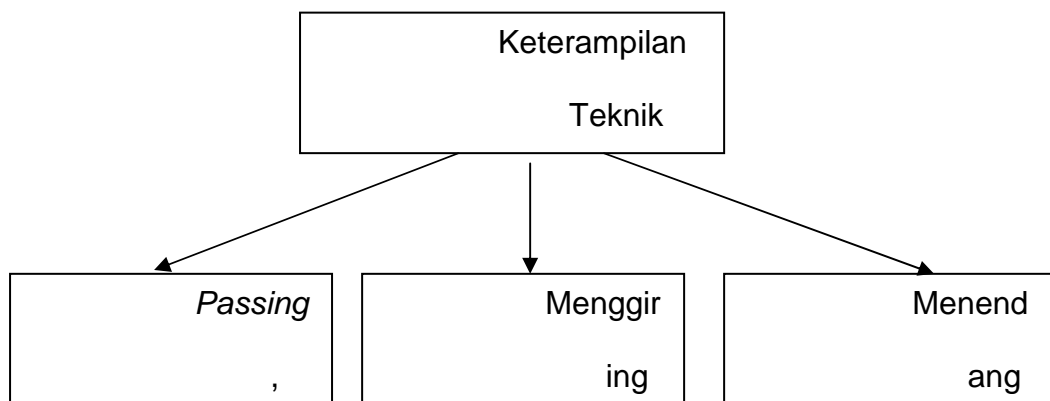 Keterampilan
Teknik
Passing
,
Menggir
ing
Menend
ang